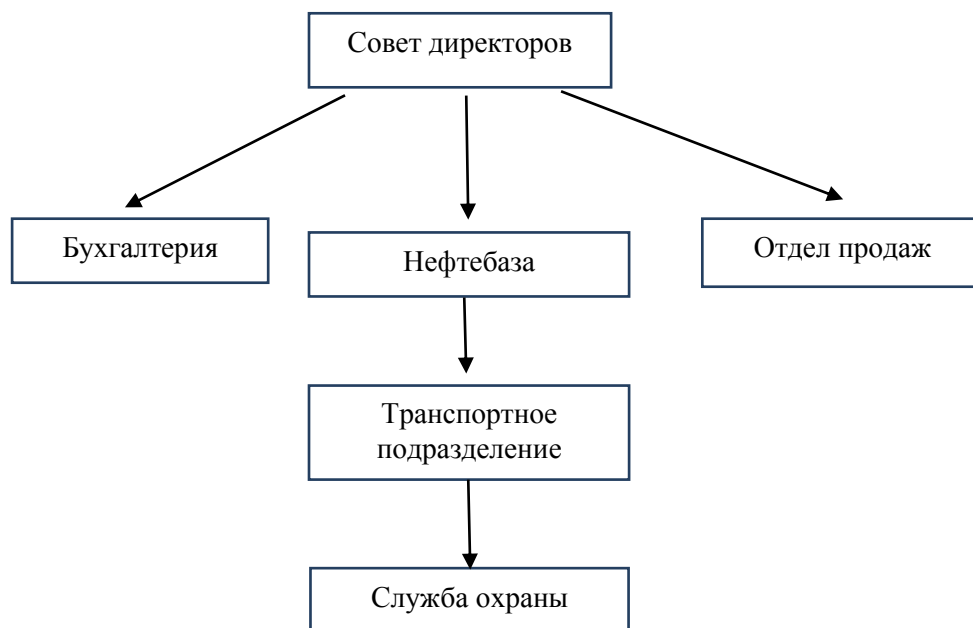 Совет директоров
Бухгалтерия
Нефтебаза
Отдел продаж
Транспортное
подразделение
Служба охраны